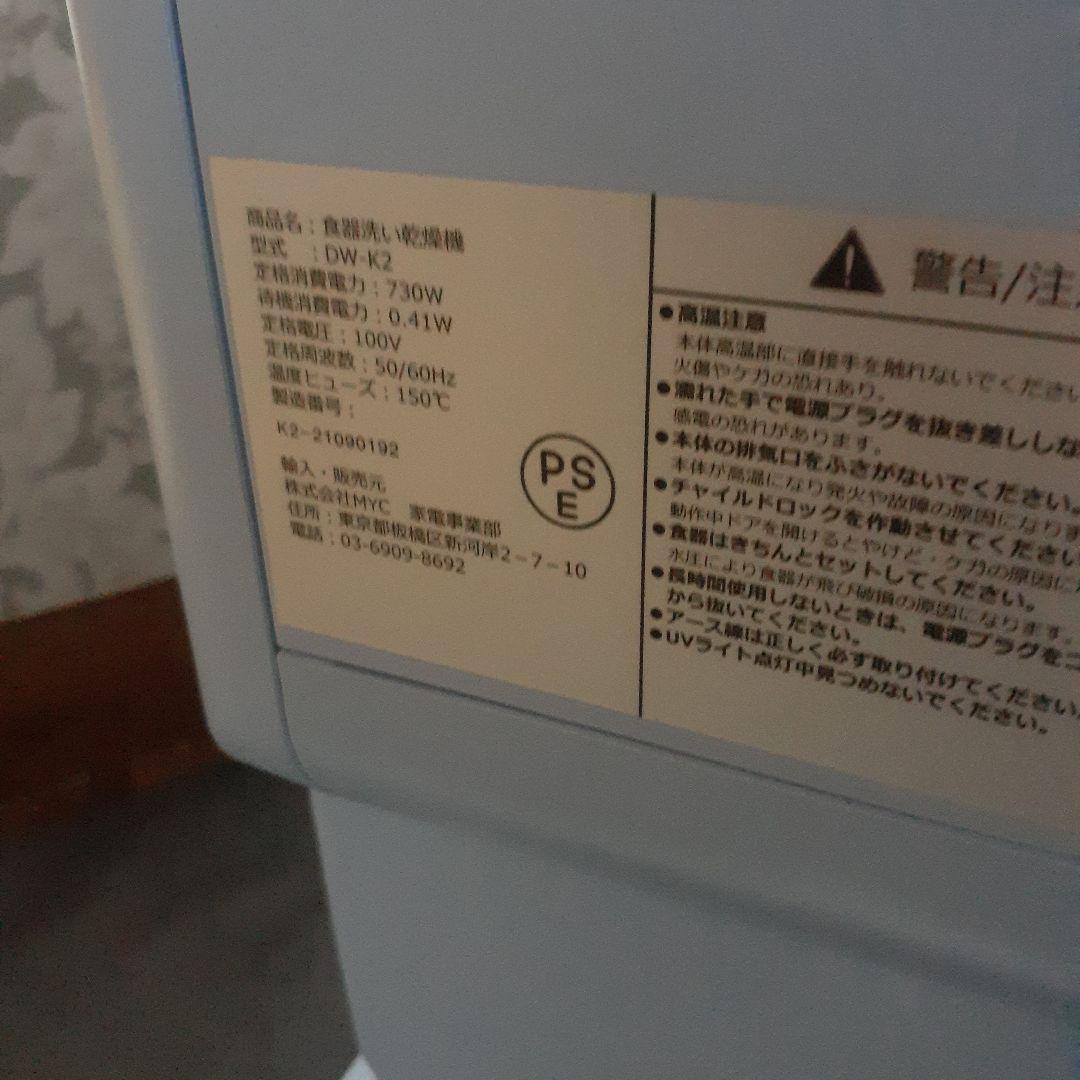 商品名：食器洗い乾燥機
型式　：DW-K2
定格消費電力：730W
待機消費電力：0.41W
定格電圧：100V
定格周波数：50/60Hz
温度ヒューズ：150℃
製造番号：
K2-21090192
輸入・販売元
株式会社MYC　家電事業部
住所：東京都板橋区新河岸2－7－10
電話：03-6909-8692
PS
E
警告/注
●高温注意
本体高温部に直接手を触れないでください
火傷やケガの恐れあり。
●濡れた手で電源プラグを抜き差ししな
感電の恐れがあります。
●本体の排気口をふさがないでください。
本体が高温になり発火や故障の原因になりま
●チャイルドロックを作動させてください
動作中ドアを開けるとやけど・ケガの原因に
●食器はきちんとセットしてください。
水圧により食器が飛び破損の原因になります。
●長時間使用しないときは、電源プラグをコ
から抜いてください。
●アース線は正しく必ず取り付けてください。
●UVライト点灯中見つめないでください。